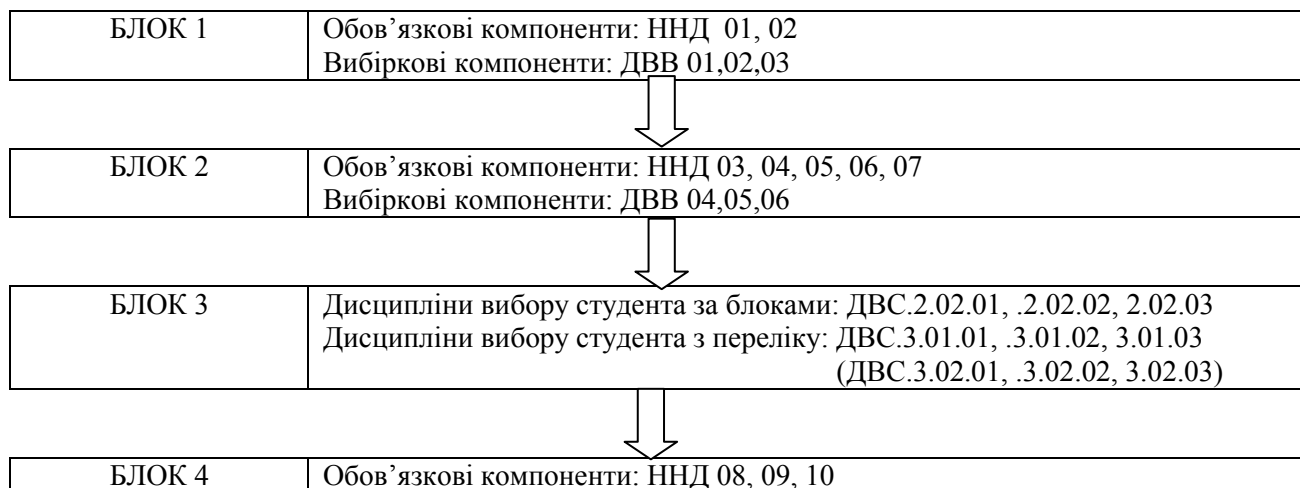 БЛОК 1
Обов’язкові компоненти: ННД 01, 02
Вибіркові компоненти: ДВВ 01,02,03
БЛОК 2
Обов’язкові компоненти: ННД 03, 04, 05, 06, 07
Вибіркові компоненти: ДВВ 04,05,06
БЛОК 3
Дисципліни вибору студента за блоками: ДВС.2.02.01, .2.02.02, 2.02.03
Дисципліни вибору студента з переліку: ДВС.3.01.01, .3.01.02, 3.01.03
(ДВС.3.02.01, .3.02.02, 3.02.03)
БЛОК 4
Обов’язкові компоненти: ННД 08, 09, 10